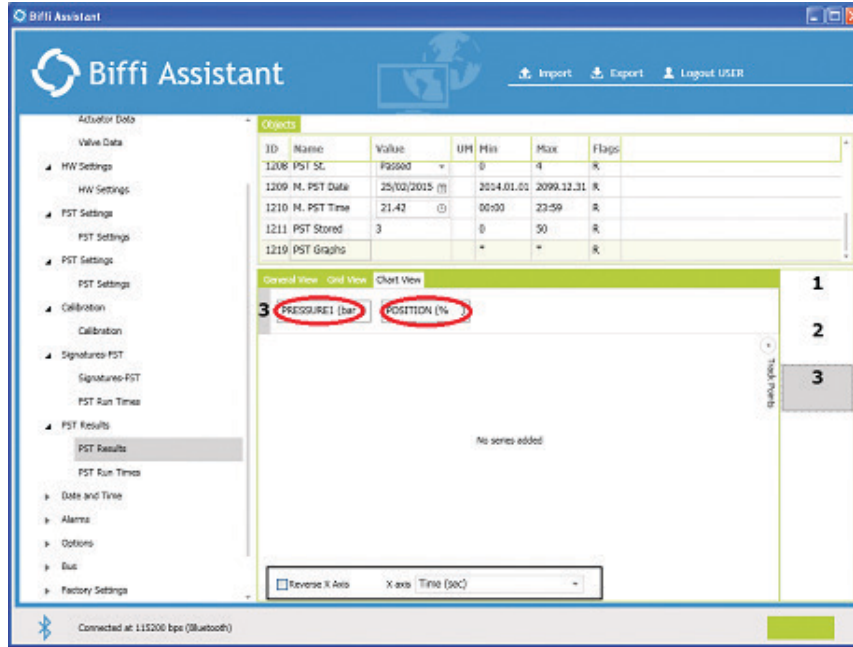 Biffi Assistant
Biffi Assistant
Import Export Logout USER
Actuator Data
Valve Data
HW Settings
HW Settings
FST Settings
FST Settings
PST Settings
PST Settings
Calibration
Calibration
Signatures-PST
Signatures-PST
PST Run Times
PST Results
PST Results
PST Run Times
Date and Time
Alarms
Options
Bus
Factory Settings
Objects
ID Name Value UM Min Max Flags
1208 PST St. Passed 0 4 R
1209 M. PST Date 25/02/2015 2014.01.01 2099.12.31 R
1210 M. PST Time 21.42 00:00 23:59 R
1211 PST Stored 3 0 50 R
1219 PST Graphs * * R
General View Grid View Chart View
3 PRESSURE1 (bar) POSITION (% )
Track Points
No series added
Reverse X Axis X axis Time (sec)
1
2
3
Connected at 115200 bps (Bluetooth)